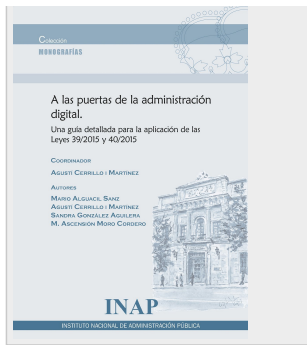 Colección
MONOGRAFÍAS
A las puertas de la administración
digital.
Una guía detallada para la aplicación de las
Leyes 39/2015 y 40/2015
COORDINADOR
AGUSTÍ CERRILLO I MARTÍNEZ
AUTORES
MARIO ALGUACIL SANZ
AGUSTÍ CERRILLO I MARTÍNEZ
SANDRA GONZÁLEZ AGUILERA
M. ASCENSIÓN MORO CORDERO
INAP
INSTITUTO NACIONAL DE ADMINISTRACIÓN PÚBLICA